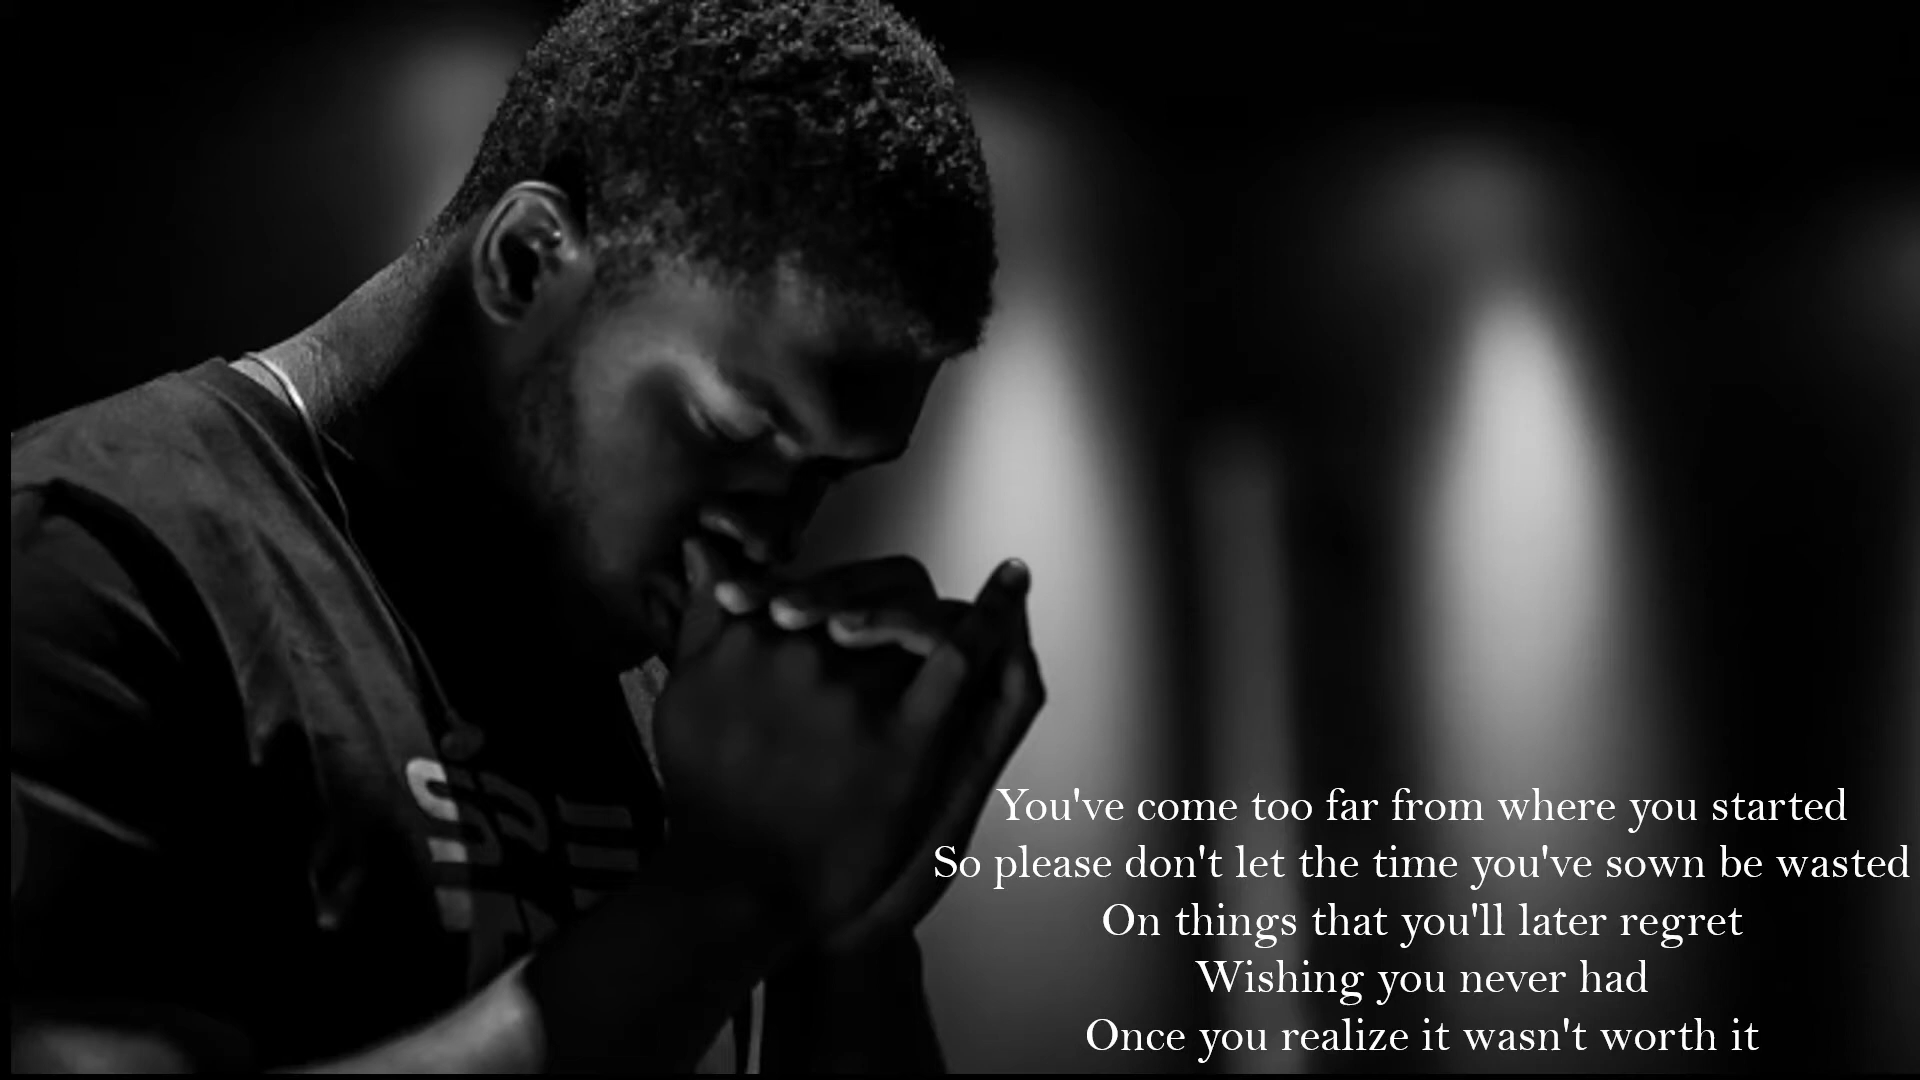 You've come too far from where you started
So please don't let the time you've sown be wasted
On things that you'll later regret
Wishing you never had
Once you realize it wasn't worth it